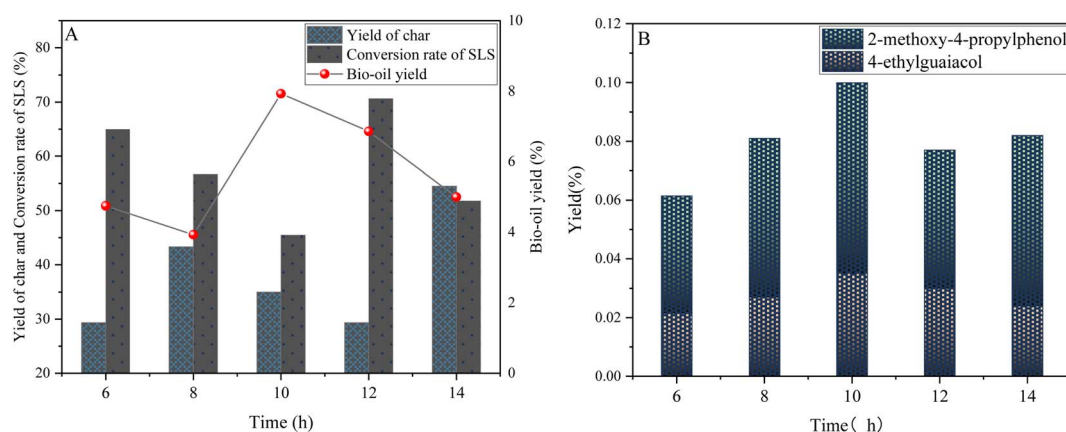 A
Yield of char
Conversion rate of SLS
Bio-oil yield
Yield of char and Conversion rate of SLS (%)
85
80
70
60
50
40
30
20
10
8
6
4
2
0
Bio-oil yield (%)
6 8 10 12 14
Time (h)
B
2-methoxy-4-propylphenol
4-ethylguaiacol
Yield(%)
0.12
0.10
0.08
0.06
0.04
0.02
0.00
6 8 10 12 14
Time( h)